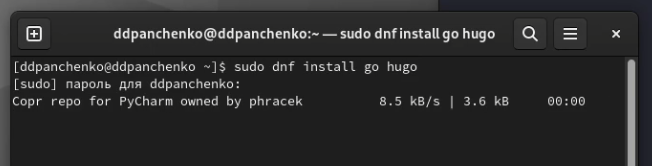 ddpanchenko@ddpanchenko:~ — sudo dnf install go hugo
[ddpanchenko@ddpanchenko ~]$ sudo dnf install go hugo
[sudo] пароль для ddpanchenko:
Copr repo for PyCharm owned by phracek 8.5 kB/s | 3.6 kB 00:00